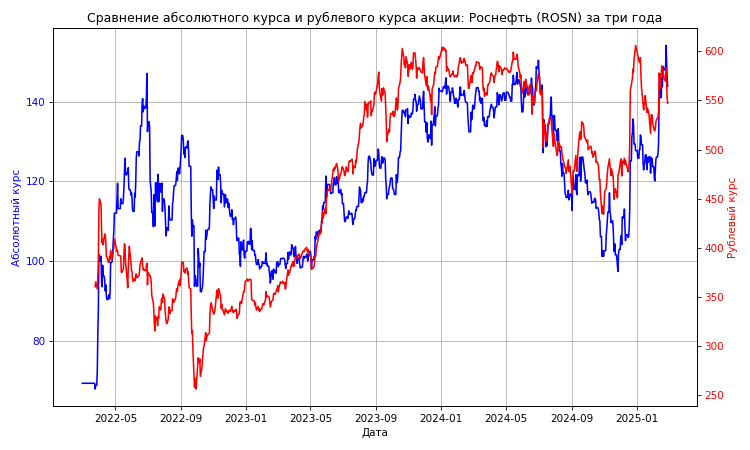 Сравнение абсолютного курса и рублевого курса акции: Роснефть (ROSN) за три года
Абсолютный курс
140
120
100
80
600
550
500
450
400
350
300
250
Рублевый курс
2022-05 2022-09 2023-01 2023-05 2023-09 2024-01 2024-05 2024-09 2025-01
Дата